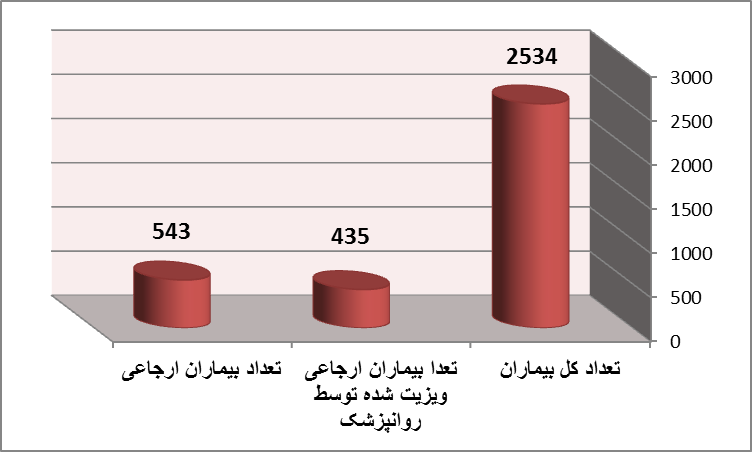 2534
435
543
3000
2500
2000
1500
1000
500
0
تعداد کل بیماران
تعدا بیماران ارجاعی
ویزیت شده توسط
روانپزشک
تعداد بیماران ارجاعی